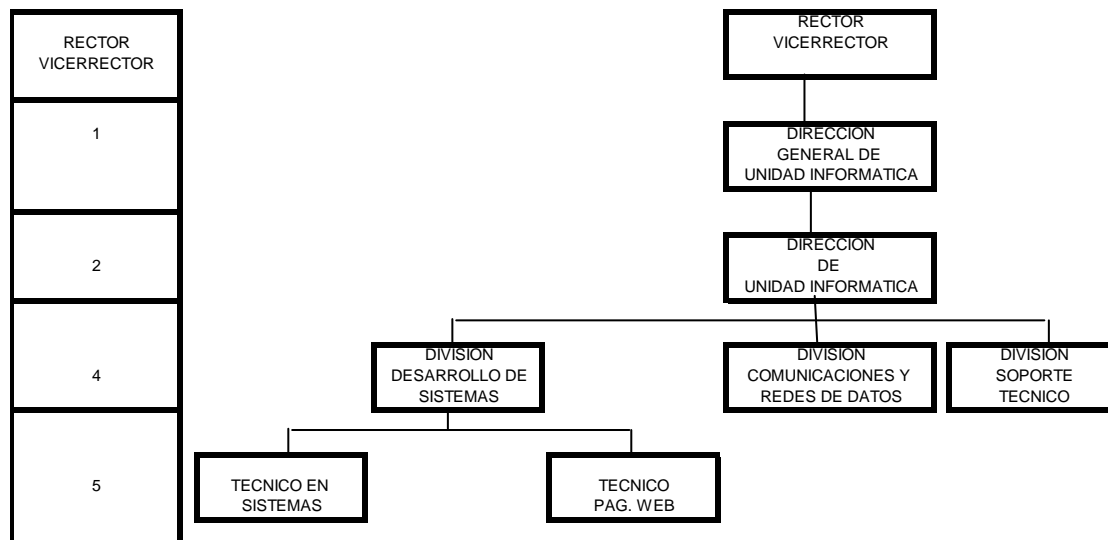 RECTOR
VICERRECTOR
1
2
4
5
RECTOR
VICERRECTOR
DIRECCION
GENERAL DE
UNIDAD INFORMATICA
DIRECCION
DE
UNIDAD INFORMATICA
DIVISION
DESARROLLO DE
SISTEMAS
DIVISION
COMUNICACIONES Y
REDES DE DATOS
DIVISION
SOPORTE
TECNICO
TECNICO EN
SISTEMAS
TECNICO
PAG. WEB